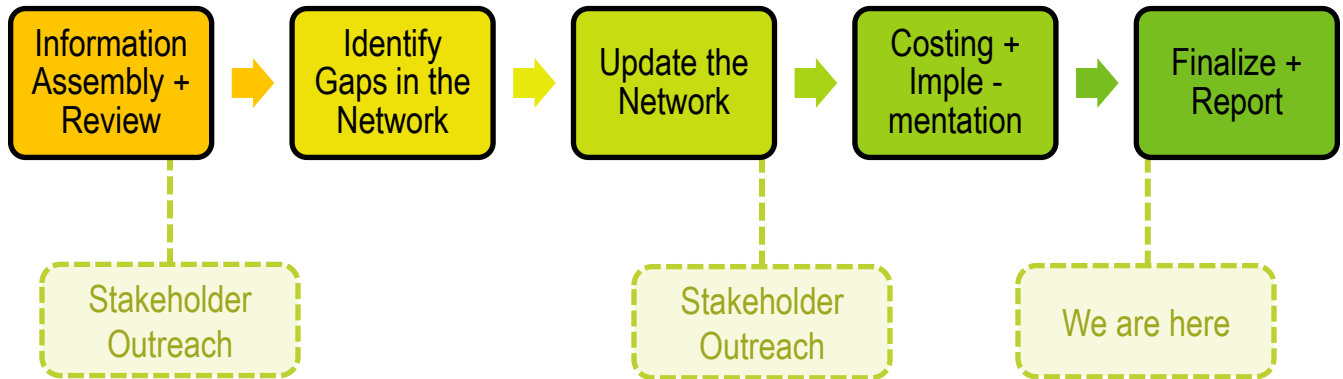 Information
Assembly +
Review
Identify
Gaps in the
Network
Update the
Network
Costing +
Imple -
mentation
Finalize +
Report
Stakeholder
Outreach
Stakeholder
Outreach
We are here